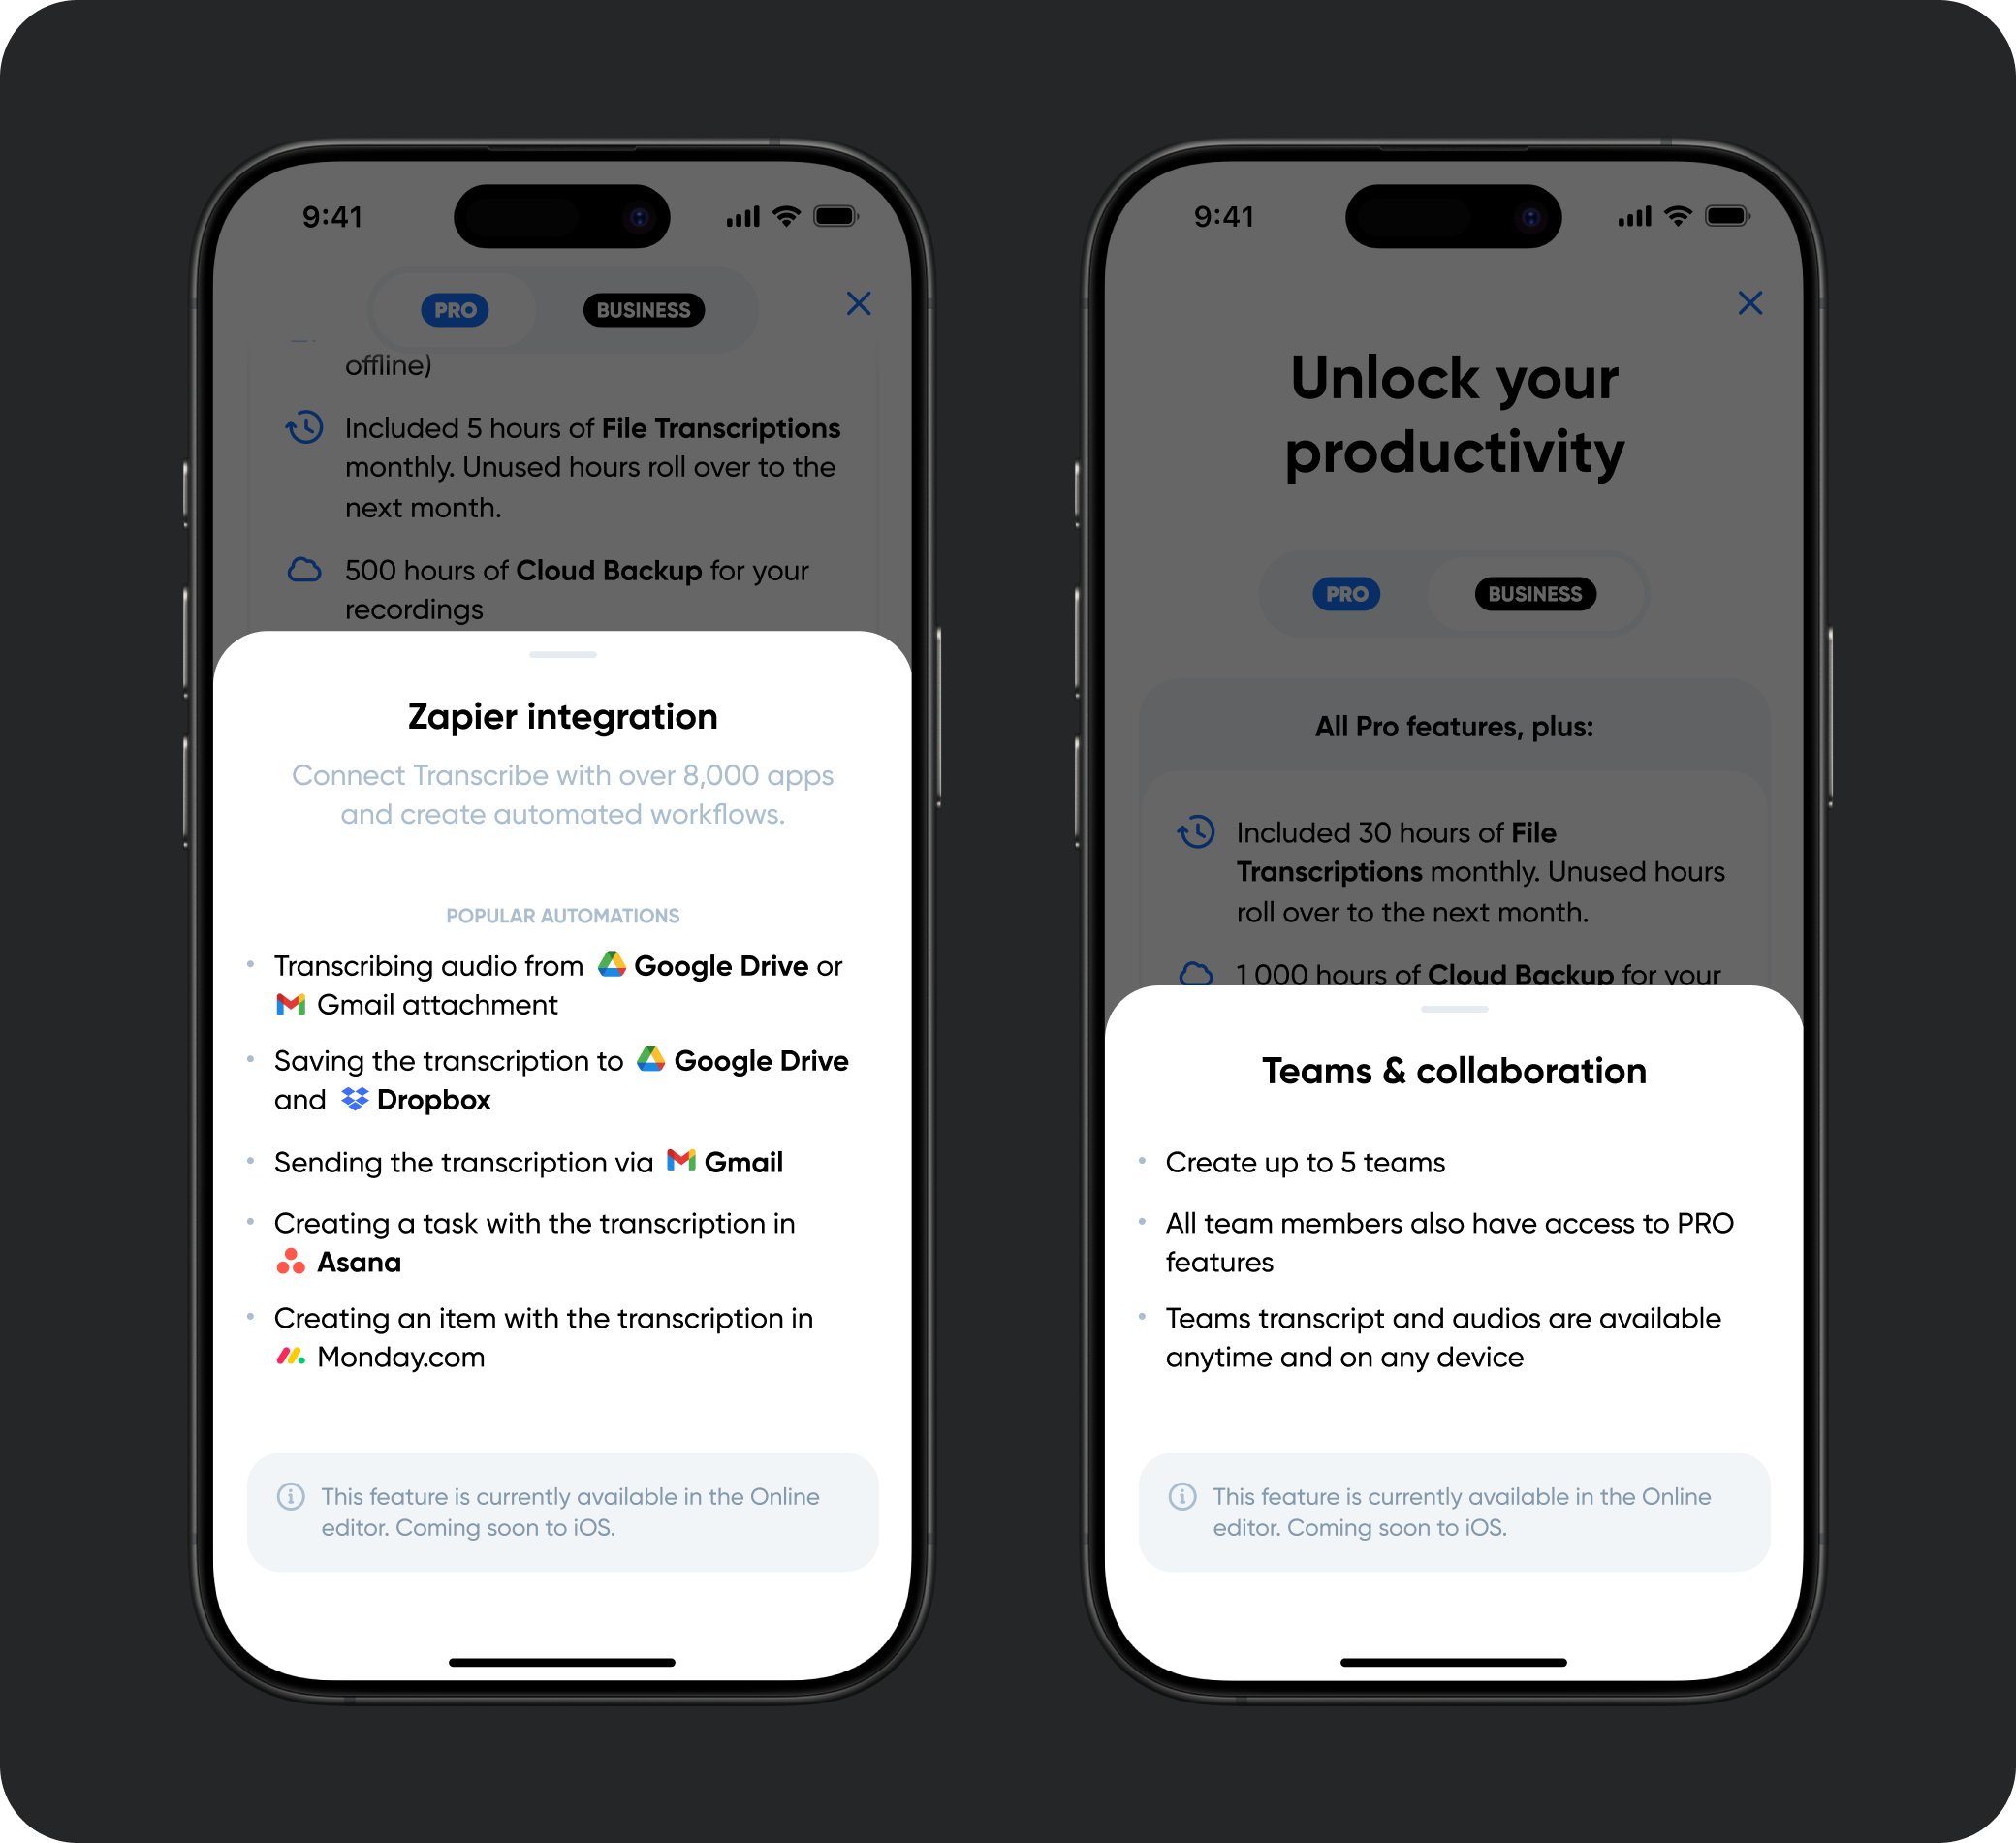 9:41
PRO
BUSINESS
offline)
Included 5 hours of File Transcriptions
monthly. Unused hours roll over to the
next month.
500 hours of Cloud Backup for your
recordings
Zapier integration
Connect Transcribe with over 8,000 apps
and create automated workflows.
POPULAR AUTOMATIONS
• Transcribing audio from Google Drive or
Gmail attachment
• Saving the transcription to Google Drive
and Dropbox
• Sending the transcription via Gmail
• Creating a task with the transcription in
Asana
• Creating an item with the transcription in
Monday.com
This feature is currently available in the Online
editor. Coming soon to iOS.
9:41
Unlock your
productivity
PRO
BUSINESS
All Pro features, plus:
Included 30 hours of File
Transcriptions monthly. Unused hours
roll over to the next month.
1 000 hours of Cloud Backup for your
Teams & collaboration
• Create up to 5 teams
• All team members also have access to PRO
features
• Teams transcript and audios are available
anytime and on any device
This feature is currently available in the Online
editor. Coming soon to iOS.